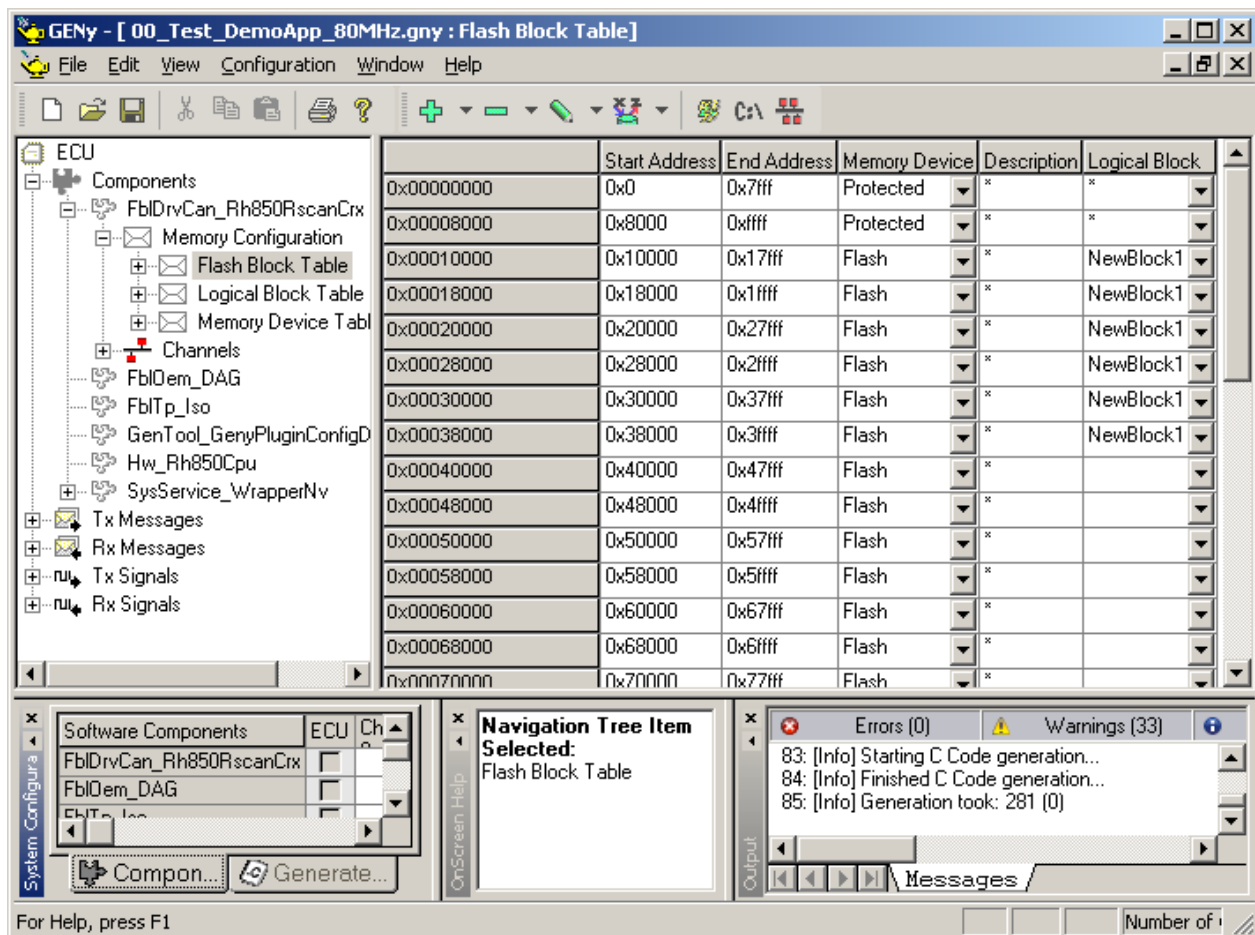 GENy - [ 00_Test_DemoApp_80MHz.gny : Flash Block Table]
File Edit View Configuration Window Help
C:\
ECU
Components
FblDrvCan_Rh850RscanCrx
Memory Configuration
Flash Block Table
Logical Block Table
Memory Device Tabl
Channels
FblOem_DAG
FblTp_Iso
GenTool_GenyPluginConfigD
Hw_Rh850Cpu
SysService_WrapperNv
Tx Messages
Rx Messages
Tx Signals
Rx Signals
Start Address End Address Memory Device Description Logical Block
0x00000000 0x0 0x7fff Protected * *
0x00008000 0x8000 0xffff Protected * *
0x00010000 0x10000 0x17fff Flash * NewBlock1
0x00018000 0x18000 0x1ffff Flash * NewBlock1
0x00020000 0x20000 0x27fff Flash * NewBlock1
0x00028000 0x28000 0x2ffff Flash * NewBlock1
0x00030000 0x30000 0x37fff Flash * NewBlock1
0x00038000 0x38000 0x3ffff Flash * NewBlock1
0x00040000 0x40000 0x47fff Flash *
0x00048000 0x48000 0x4ffff Flash *
0x00050000 0x50000 0x57fff Flash *
0x00058000 0x58000 0x5ffff Flash *
0x00060000 0x60000 0x67fff Flash *
0x00068000 0x68000 0x6ffff Flash *
0x00070000 0x70000 0x77fff Flash *
System Configura
Software Components ECU Ch
FblDrvCan_Rh850RscanCrx
FblOem_DAG
FblTp_Iso
Compon... Generate...
OnScreen Help
Navigation Tree Item
Selected:
Flash Block Table
Output
Errors (0) Warnings (33)
83: [Info] Starting C Code generation...
84: [Info] Finished C Code generation...
85: [Info] Generation took: 281 (0)
Messages
For Help, press F1
Number of